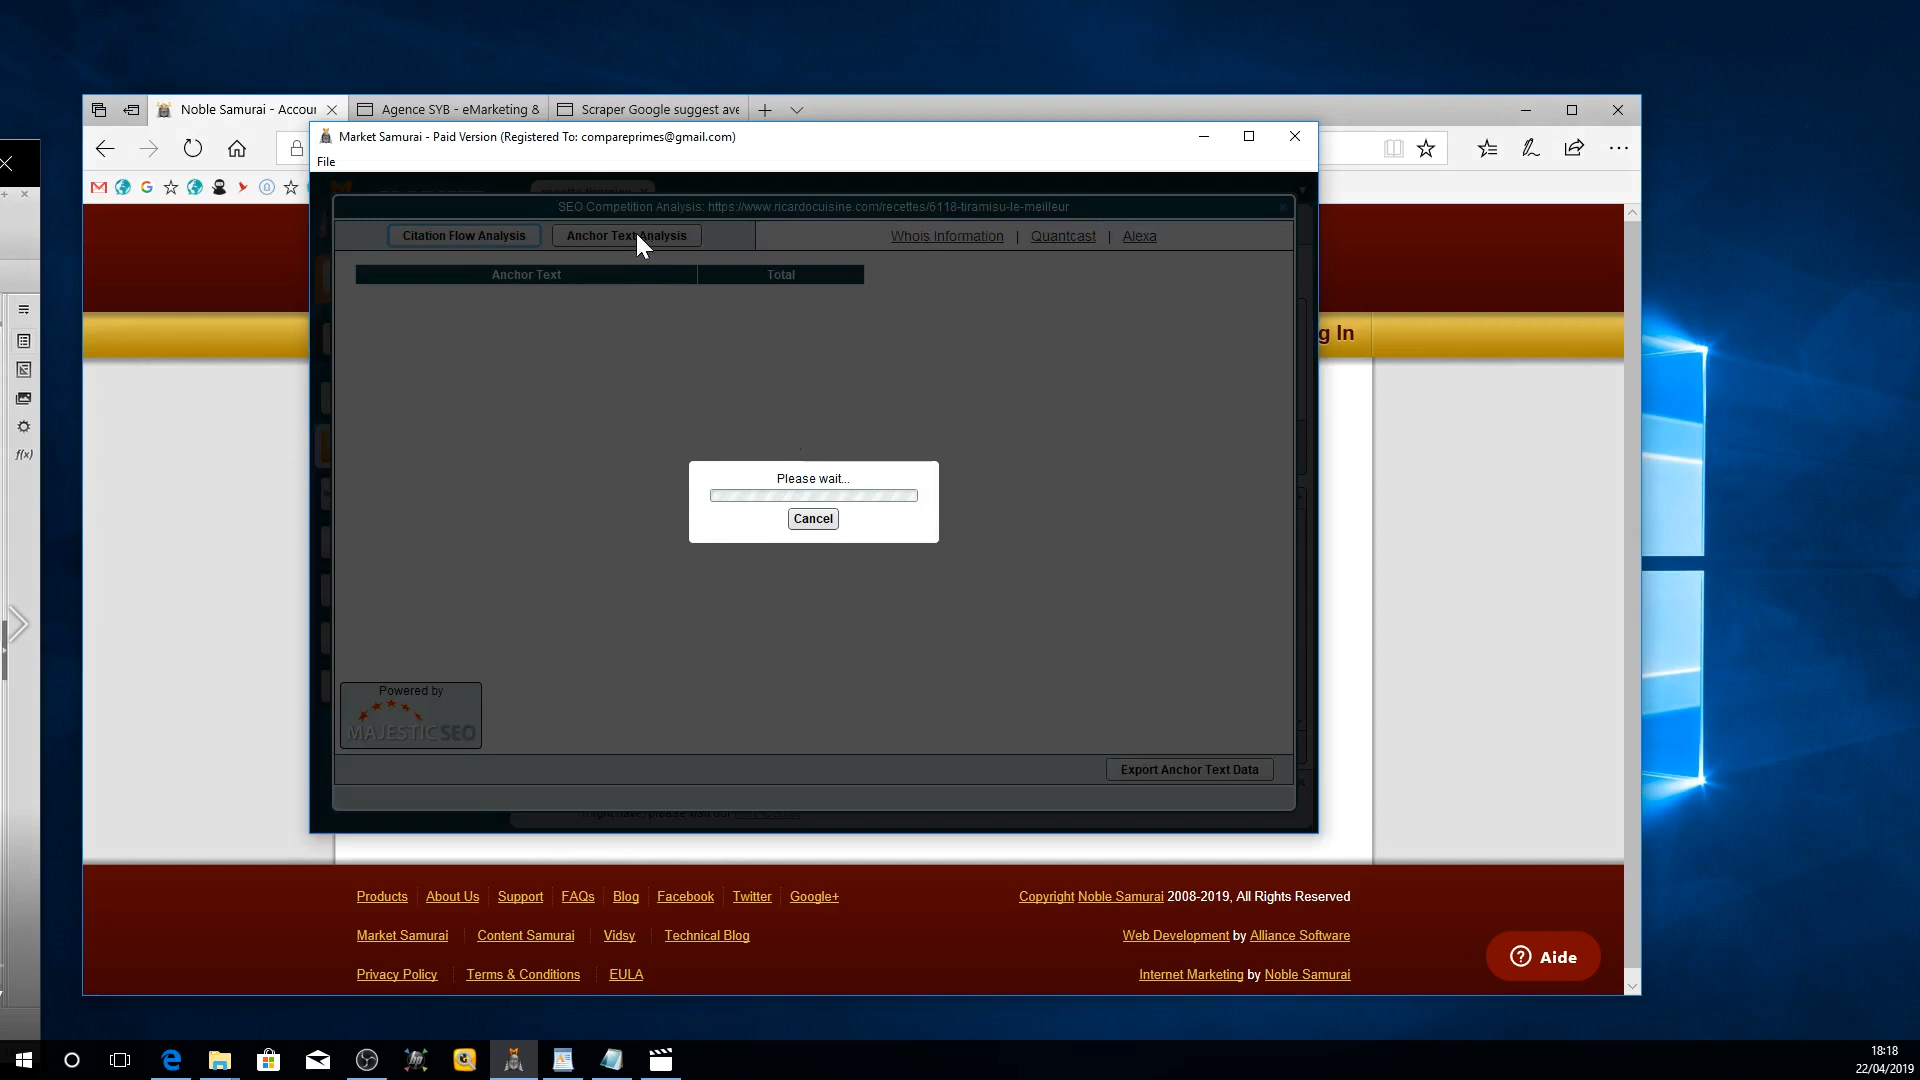 Noble Samurai - Accour
Agence SYB - eMarketing &
Scraper Google suggest ave
Market Samurai - Paid Version (Registered To: compareprimes@gmail.com)
File
SEO Competition Analysis: https://www.ricardocuisine.com/recettes/6118-tiramisu-le-meilleur
Citation Flow Analysis
Anchor Text Analysis
Whois Information | Quantcast | Alexa
Anchor Text
Total
g In
Please wait...
Cancel
Powered by
MAJESTIC SEO
Export Anchor Text Data
might have, please visit our
Products About Us Support FAQs Blog Facebook Twitter Google+
Copyright Noble Samurai 2008-2019, All Rights Reserved
Market Samurai Content Samurai Vidsy Technical Blog
Web Development by Alliance Software
Privacy Policy Terms & Conditions EULA
Internet Marketing by Noble Samurai
? Aide
f(x)
18:18
22/04/2019